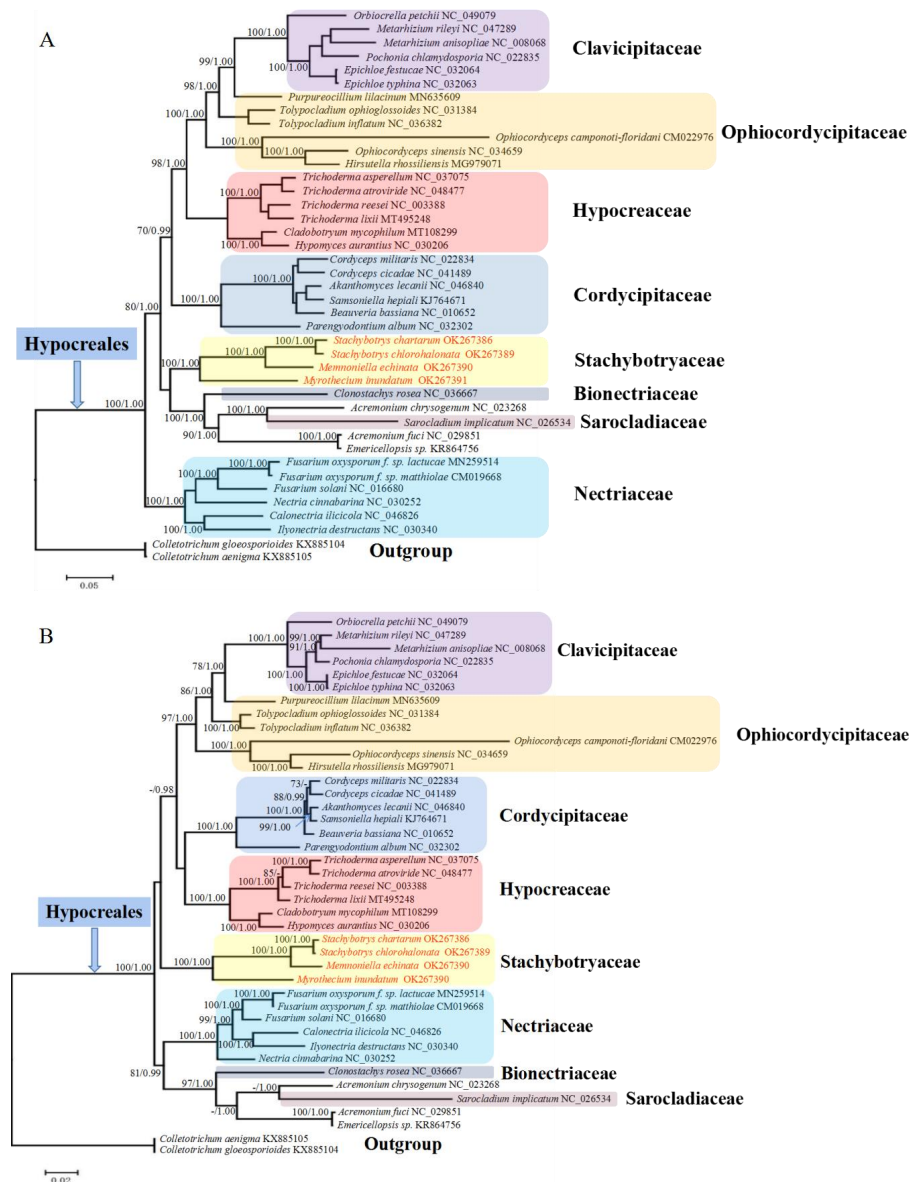 A
100/1.00
Orbiocrella petchii NC_049079
Metarhizium rileyi NC_047289
Metarhizium anisopliae NC_008068
Pochonia chlamydosporia NC_022835
100/1.00
Epichloe festucae NC_032064
Epichloe typhina NC_032063
Clavicipitaceae
99/1.00
98/1.00
Purpureocillium lilacinum MN635609
Tolypocladium ophioglossoides NC_031384
Tolypocladium inflatum NC_036382
100/1.00
100/1.00
Ophiocordyceps camponoti-floridani CM022976
Ophiocordyceps sinensis NC_034659
100/1.00
Hirsutella rhossiliensis MG979071
Ophiocordycipitaceae
98/1.00
Trichoderma asperellum NC_037075
100/1.00
Trichoderma atroviride NC_048477
Trichoderma reesei NC_003388
Trichoderma lixii MT495248
Cladobotryum mycophilum MT108299
100/1.00
Hypomyces aurantius NC_030206
Hypocreaceae
70/0.99
Cordyceps militaris NC_022834
Cordyceps cicadae NC_041489
Akanthomyces lecanii NC_046840
100/1.00
Samsoniella hepiali KJ764671
Beauveria bassiana NC_010652
Parengyodontium album NC_032302
Cordycipitaceae
80/1.00
Hypocreales
100/1.00
Stachybotrys chartarum OK267386
100/1.00
Stachybotrys chlorohalonata OK267389
100/1.00
Memnoniella echinata OK267390
Myrothecium inundatum OK267391
Stachybotryaceae
Clonostachys rosea NC_036667
Bionectriaceae
100/1.00
100/1.00
100/1.00
Acremonium chrysogenum NC_023268
Sarocladium implicatum NC_026534
Sarocladiaceae
90/1.00
100/1.00
Acremonium fuci NC_029851
Emericellopsis sp. KR864756
100/1.00
Fusarium oxysporum f. sp. lactucae MN259514
100/1.00
Fusarium oxysporum f. sp. matthiolae CM019668
Fusarium solani NC_016680
100/1.00
Nectria cinnabarina NC_030252
Calonectria ilicicola NC_046826
100/1.00
Ilyonectria destructans NC_030340
Nectriaceae
Colletotrichum gloeosporioides KX885104
Colletotrichum aenigma KX885105
Outgroup
0.05
B
Orbiocrella petchii NC_049079
100/1.00
99/1.00
Metarhizium rileyi NC_047289
91/1.00
Metarhizium anisopliae NC_008068
Pochonia chlamydosporia NC_022835
100/1.00
Epichloe festucae NC_032064
100/1.00
Epichloe typhina NC_032063
Clavicipitaceae
78/1.00
86/1.00
Purpureocillium lilacinum MN635609
Tolypocladium ophioglossoides NC_031384
97/1.00
100/1.00
Tolypocladium inflatum NC_036382
100/1.00
Ophiocordyceps camponoti-floridani CM022976
Ophiocordyceps sinensis NC_034659
100/1.00
Hirsutella rhossiliensis MG979071
Ophiocordycipitaceae
-/0.98
73/-
Cordyceps militaris NC_022834
88/0.99
Cordyceps cicadae NC_041489
100/1.00
Akanthomyces lecanii NC_046840
Samsoniella hepiali KJ764671
99/1.00
Beauveria bassiana NC_010652
100/1.00
Parengyodontium album NC_032302
Cordycipitaceae
100/1.00
Trichoderma asperellum NC_037075
85/-
Trichoderma atroviride NC_048477
100/1.00
Trichoderma reesei NC_003388
Trichoderma lixii MT495248
100/1.00
Cladobotryum mycophilum MT108299
100/1.00
Hypomyces aurantius NC_030206
Hypocreaceae
Hypocreales
100/1.00
Stachybotrys chartarum OK267386
100/1.00
Stachybotrys chlorohalonata OK267389
100/1.00
Memnoniella echinata OK267390
100/1.00
Myrothecium inundatum OK267390
Stachybotryaceae
100/1.00
100/1.00
Fusarium oxysporum f. sp. lactucae MN259514
100/1.00
Fusarium oxysporum f. sp. matthiolae CM019668
99/1.00
Fusarium solani NC_016680
100/1.00
Calonectria ilicicola NC_046826
100/1.00
Ilyonectria destructans NC_030340
Nectria cinnabarina NC_030252
Nectriaceae
81/0.99
Clonostachys rosea NC_036667
Bionectriaceae
97/1.00
-/1.00
Acremonium chrysogenum NC_023268
Sarocladium implicatum NC_026534
Sarocladiaceae
-/1.00
100/1.00
Acremonium fuci NC_029851
Emericellopsis sp. KR864756
Colletotrichum aenigma KX885105
Colletotrichum gloeosporioides KX885104
Outgroup
0.02